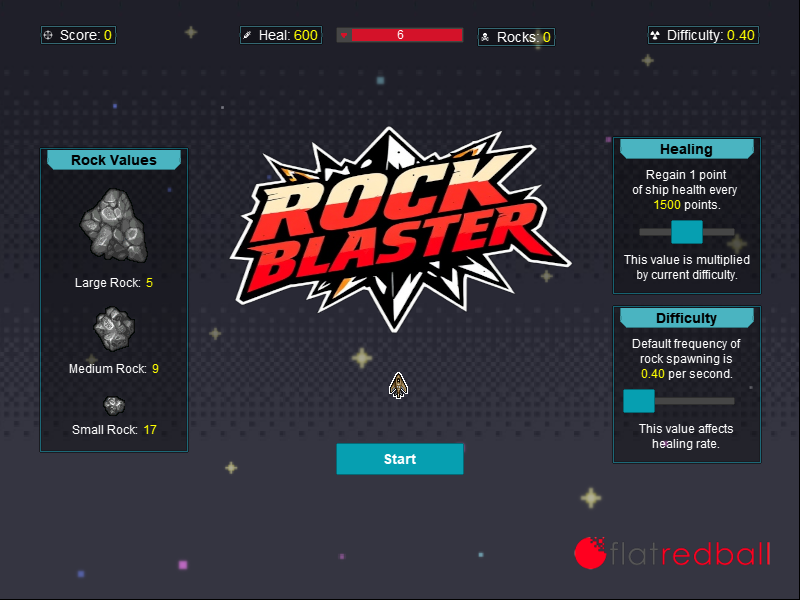 Score: 0
Heal: 600
6
Rocks: 0
Difficulty: 0.40
Rock Values
Large Rock: 5
Medium Rock: 9
Small Rock: 17
ROCK
BLASTER
Start
Healing
Regain 1 point
of ship health every
1500 points.
This value is multiplied
by current difficulty.
Difficulty
Default frequency of
rock spawning is
0.40 per second.
This value affects
healing rate.
flatredball